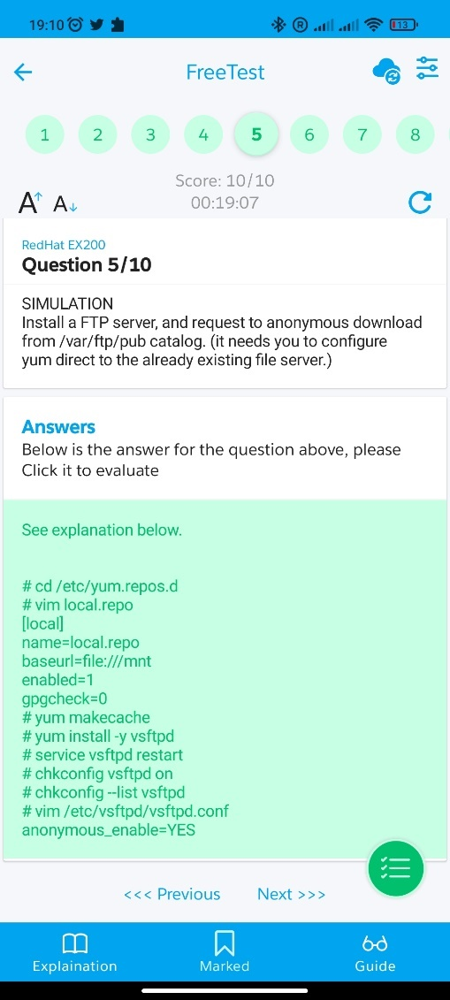 19:10
R
13
FreeTest
1 2 3 4 5 6 7 8
Score: 10/10
A A
00:19:07
RedHat EX200
Question 5/10
SIMULATION
Install a FTP server, and request to anonymous download
from /var/ftp/pub catalog. (it needs you to configure
yum direct to the already existing file server.)
Answers
Below is the answer for the question above, please
Click it to evaluate
See explanation below.
# cd /etc/yum.repos.d
# vim local.repo
[local]
name=local.repo
baseurl=file:///mnt
enabled=1
gpgcheck=0
# yum makecache
# yum install -y vsftpd
# service vsftpd restart
# chkconfig vsftpd on
# chkconfig --list vsftpd
# vim /etc/vsftpd/vsftpd.conf
anonymous_enable=YES
<<< Previous Next >>>
Explaination Marked Guide